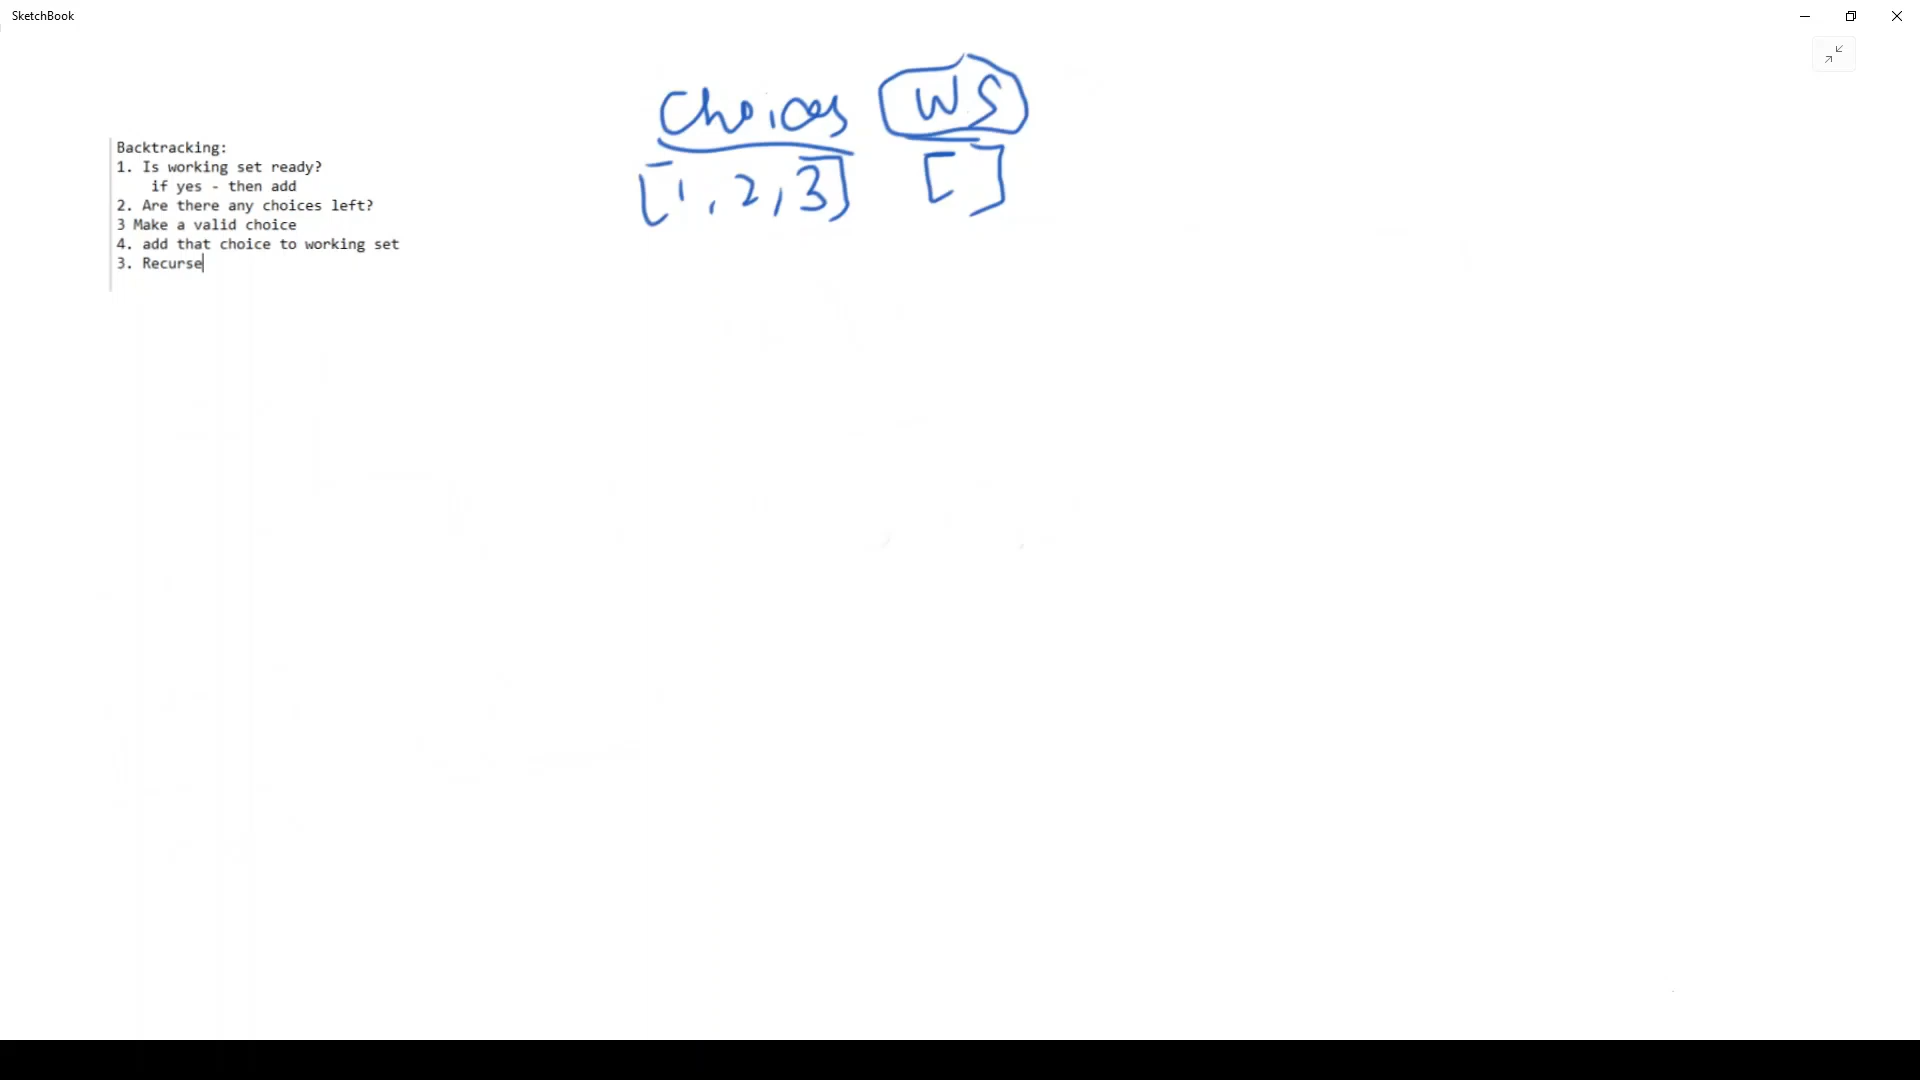 SketchBook
Choices WS
[1, 2, 3] [ ]
Backtracking:
1. Is working set ready?
if yes - then add
2. Are there any choices left?
3 Make a valid choice
4. add that choice to working set
3. Recurse